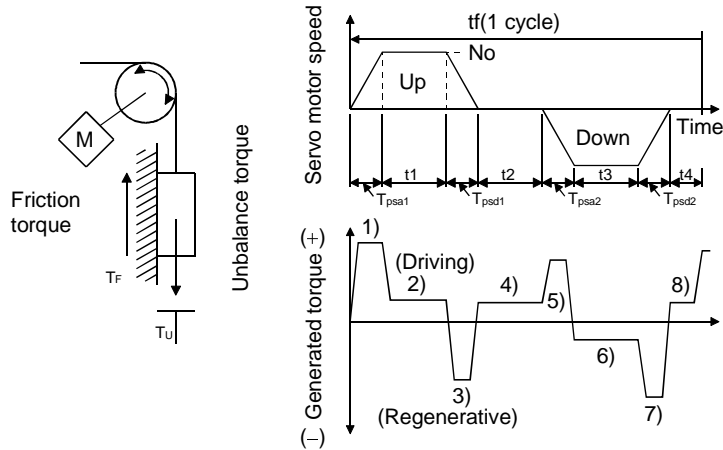 M
Friction
torque
TF
TU
Unbalance torque
Servo motor speed
tf(1 cycle)
No
Up
Down
Time
t1
t2
t3
t4
Tpsa1
Tpsd1
Tpsa2
Tpsd2
Generated torque
(+)
(–)
1)
(Driving)
2)
3)
(Regenerative)
4)
5)
6)
7)
8)